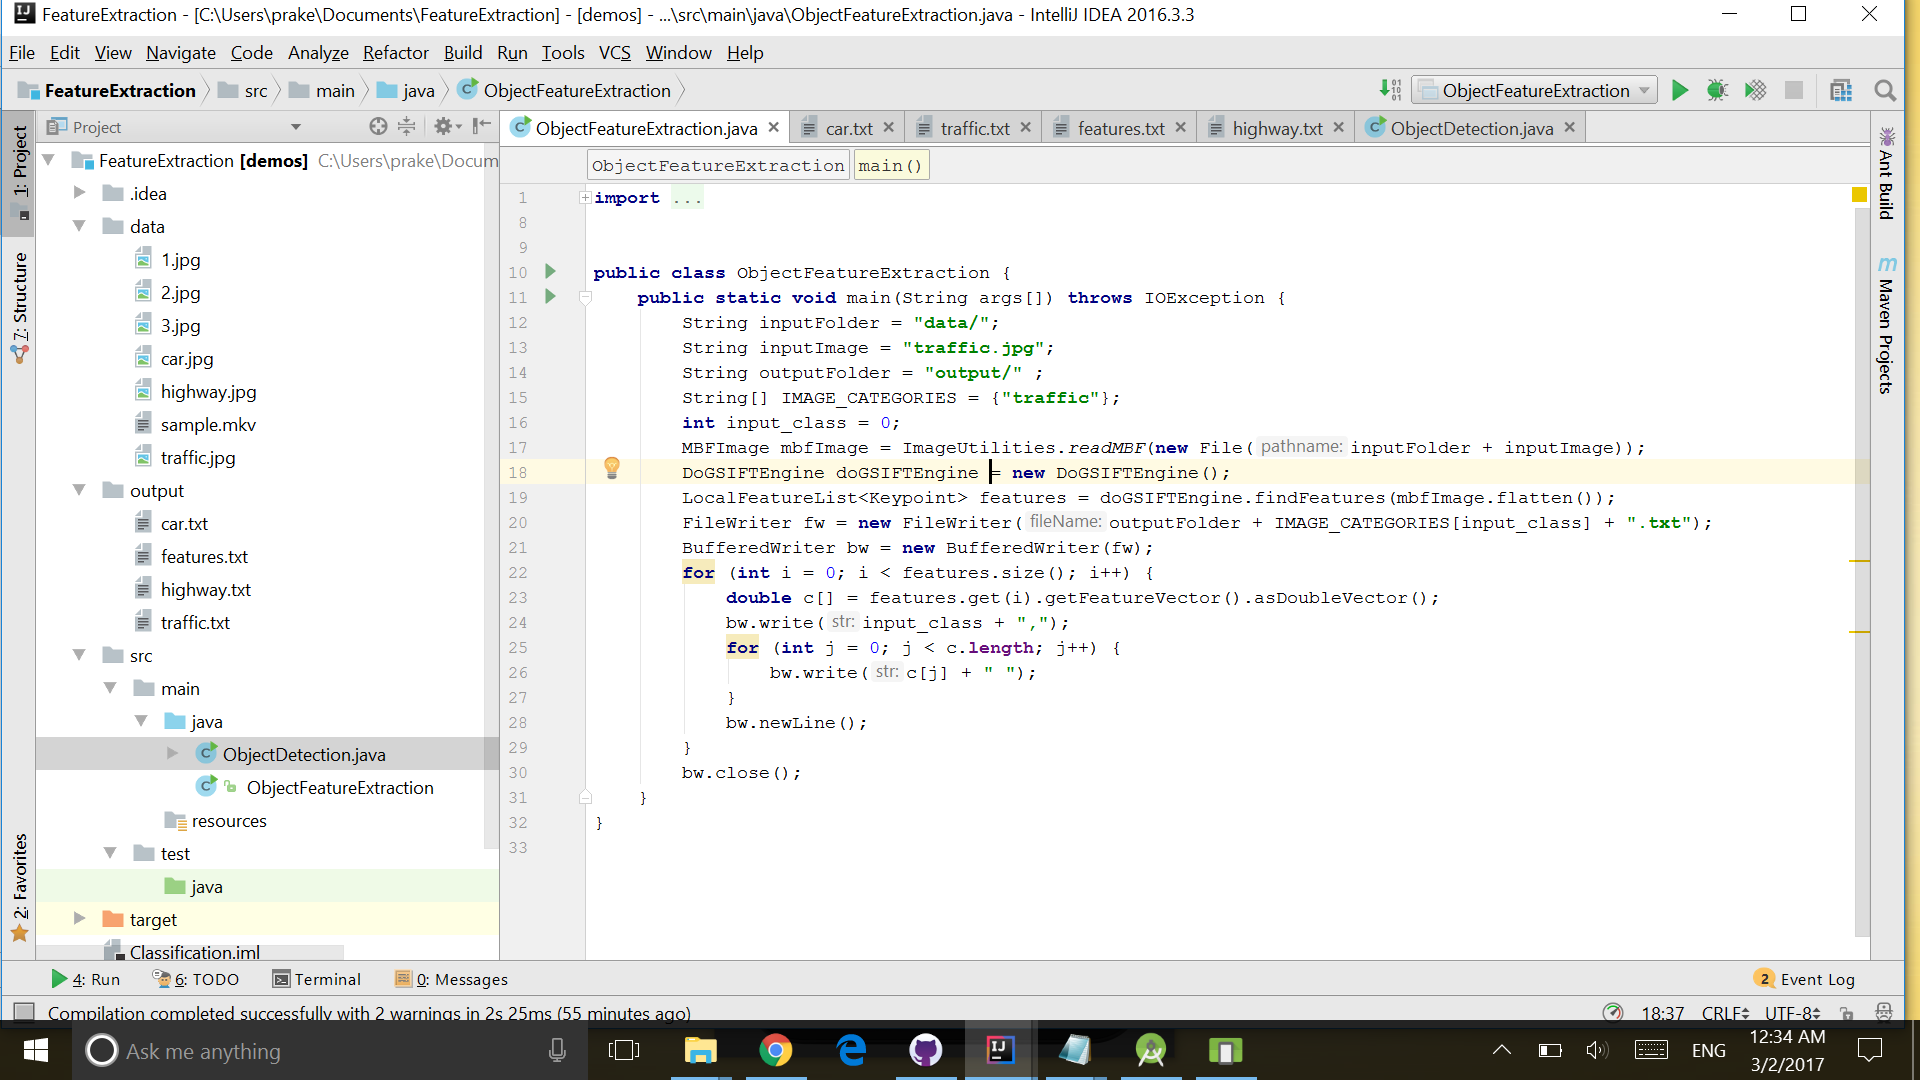 FeatureExtraction - [C:\Users\prake\Documents\FeatureExtraction] - [demos] - ...\src\main\java\ObjectFeatureExtraction.java - IntelliJ IDEA 2016.3.3
File Edit View Navigate Code Analyze Refactor Build Run Tools VCS Window Help
FeatureExtraction src main java ObjectFeatureExtraction
ObjectFeatureExtraction
Project
ObjectFeatureExtraction.java car.txt traffic.txt features.txt highway.txt ObjectDetection.java
1: Project
7: Structure
2: Favorites
FeatureExtraction [demos] C:\Users\prake\Docum
.idea
data
1.jpg
2.jpg
3.jpg
car.jpg
highway.jpg
sample.mkv
traffic.jpg
output
car.txt
features.txt
highway.txt
traffic.txt
src
main
java
ObjectDetection.java
ObjectFeatureExtraction
resources
test
java
target
Classification.iml
ObjectFeatureExtraction main()
1 import ...
8
9
10 public class ObjectFeatureExtraction {
11 public static void main(String args[]) throws IOException {
12 String inputFolder = "data/";
13 String inputImage = "traffic.jpg";
14 String outputFolder = "output/" ;
15 String[] IMAGE_CATEGORIES = {"traffic"};
16 int input_class = 0;
17 MBFImage mbfImage = ImageUtilities.readMBF(new File( pathname: inputFolder + inputImage));
18 DoGSIFTEngine doGSIFTEngine = new DoGSIFTEngine();
19 LocalFeatureList<Keypoint> features = doGSIFTEngine.findFeatures(mbfImage.flatten());
20 FileWriter fw = new FileWriter( fileName: outputFolder + IMAGE_CATEGORIES[input_class] + ".txt");
21 BufferedWriter bw = new BufferedWriter(fw);
22 for (int i = 0; i < features.size(); i++) {
23 double c[] = features.get(i).getFeatureVector().asDoubleVector();
24 bw.write( str: input_class + ",");
25 for (int j = 0; j < c.length; j++) {
26 bw.write( str: c[j] + " ");
27 }
28 bw.newLine();
29 }
30 bw.close();
31 }
32 }
33
Ant Build
Maven Projects
4: Run 6: TODO Terminal 0: Messages
2 Event Log
Compilation completed successfully with 2 warnings in 2s 25ms (55 minutes ago)
18:37 CRLF UTF-8
Ask me anything
ENG
12:34 AM
3/2/2017